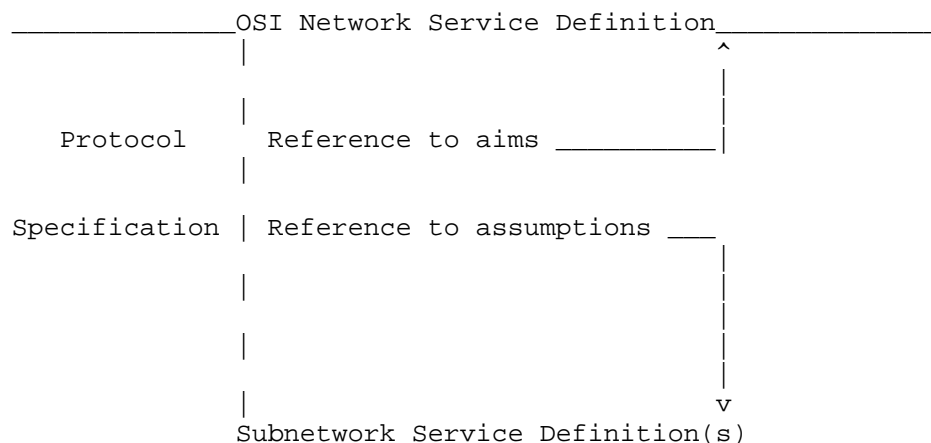 OSI Network Service Definition
Protocol Reference to aims
Specification Reference to assumptions
Subnetwork Service Definition(s)